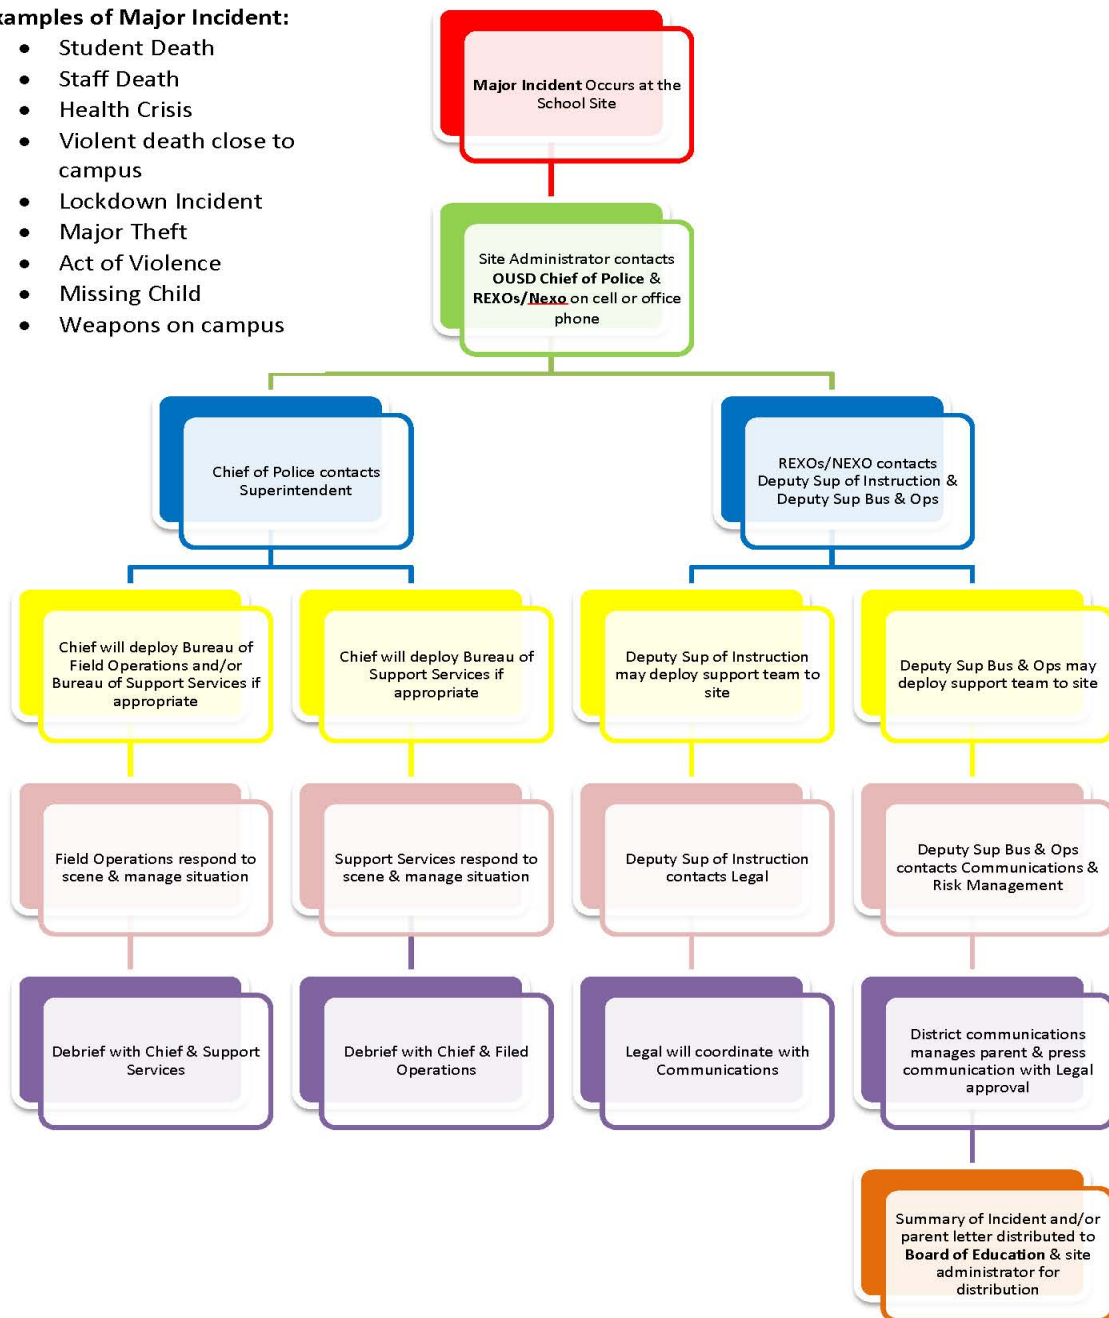 xamples of Major Incident:
• Student Death
• Staff Death
• Health Crisis
• Violent death close to
campus
• Lockdown Incident
• Major Theft
• Act of Violence
• Missing Child
• Weapons on campus
Major Incident Occurs at the
School Site
Site Administrator contacts
OUSD Chief of Police &
REXOs/Nexo on cell or office
phone
Chief of Police contacts
Superintendent
REXOs/NEXO contacts
Deputy Sup of Instruction &
Deputy Sup Bus & Ops
Chief will deploy Bureau of
Field Operations and/or
Bureau of Support Services if
appropriate
Chief will deploy Bureau of
Support Services if
appropriate
Deputy Sup of Instruction
may deploy support team to
site
Deputy Sup Bus & Ops may
deploy support team to site
Field Operations respond to
scene & manage situation
Support Services respond to
scene & manage situation
Deputy Sup of Instruction
contacts Legal
Deputy Sup Bus & Ops
contacts Communications &
Risk Management
Debrief with Chief & Support
Services
Debrief with Chief & Filed
Operations
Legal will coordinate with
Communications
District communications
manages parent & press
communication with Legal
approval
Summary of Incident and/or
parent letter distributed to
Board of Education & site
administrator for
distribution